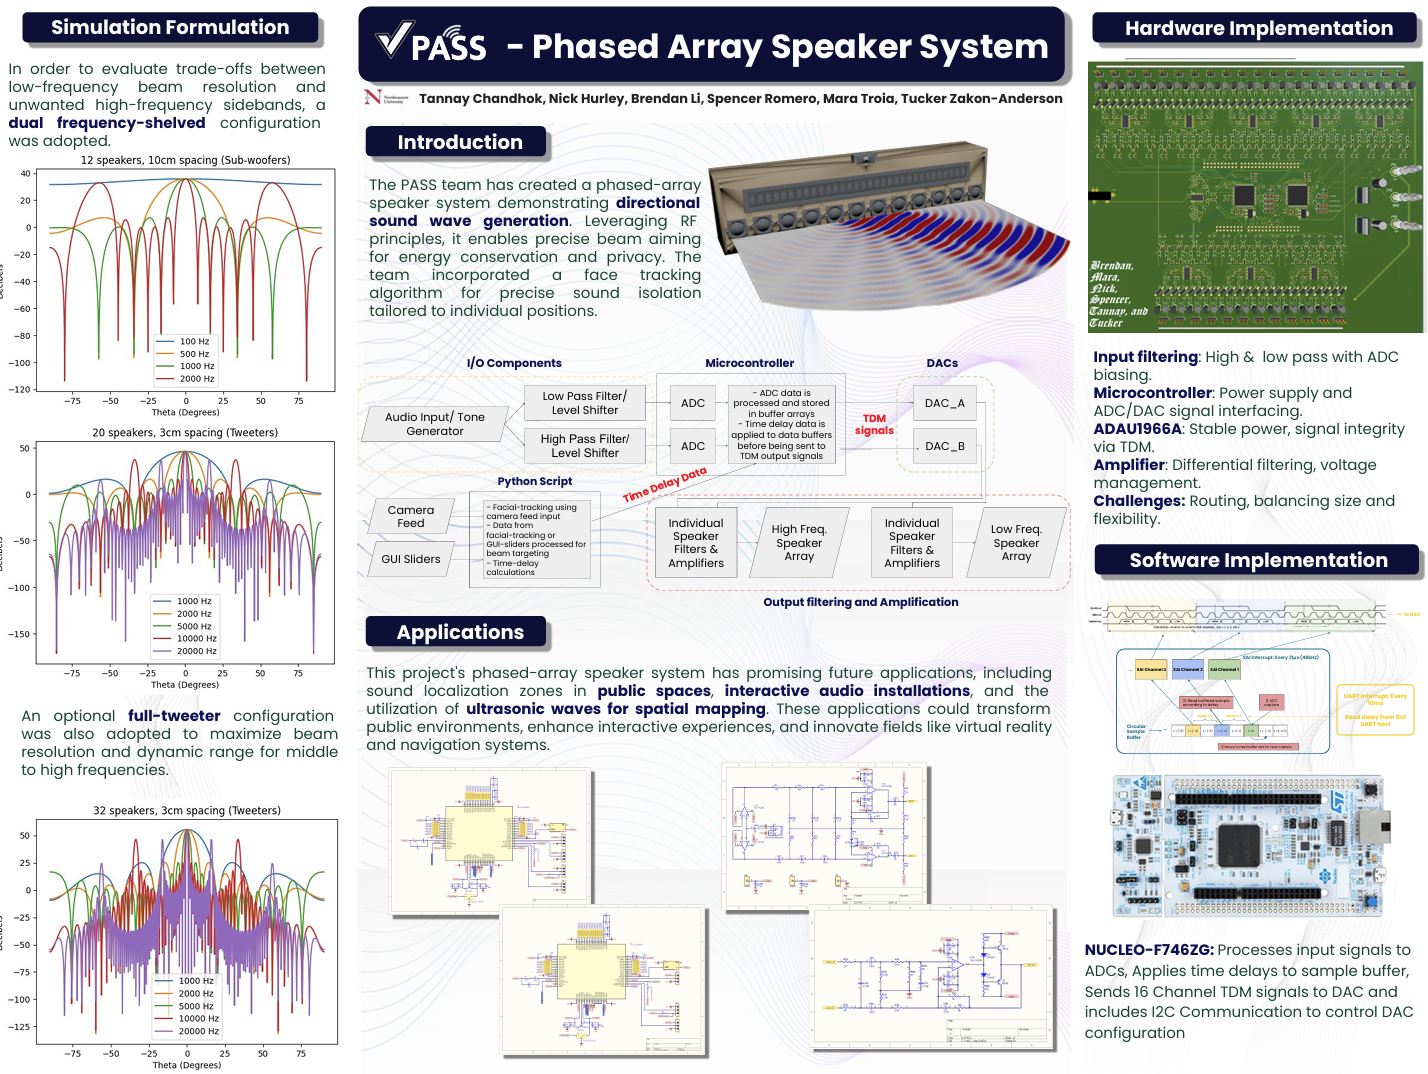 Simulation Formulation
In order to evaluate trade-offs between
low-frequency beam resolution and
unwanted high-frequency sidebands, a
dual frequency-shelved configuration
was adopted.
12 speakers, 10cm spacing (Sub-woofers)
40
20
0
−20
−40
−60
−80
−100
−120
Decibels
100 Hz
500 Hz
1000 Hz
2000 Hz
−75 −50 −25 0 25 50 75
Theta (Degrees)
20 speakers, 3cm spacing (Tweeters)
50
0
−50
−100
−150
Decibels
1000 Hz
2000 Hz
5000 Hz
10000 Hz
20000 Hz
−75 −50 −25 0 25 50 75
Theta (Degrees)
An optional full-tweeter configuration
was also adopted to maximize beam
resolution and dynamic range for middle
to high frequencies.
32 speakers, 3cm spacing (Tweeters)
50
25
0
−25
−50
−75
−100
−125
Decibels
1000 Hz
2000 Hz
5000 Hz
10000 Hz
20000 Hz
−75 −50 −25 0 25 50 75
Theta (Degrees)
PASS - Phased Array Speaker System
Northeastern
University
Tannay Chandhok, Nick Hurley, Brendan Li, Spencer Romero, Mara Troia, Tucker Zakon-Anderson
Introduction
The PASS team has created a phased-array
speaker system demonstrating directional
sound wave generation. Leveraging RF
principles, it enables precise beam aiming
for energy conservation and privacy. The
team incorporated a face tracking
algorithm for precise sound isolation
tailored to individual positions.
I/O Components
Microcontroller
DACs
Audio Input/ Tone
Generator
Low Pass Filter/
Level Shifter
High Pass Filter/
Level Shifter
ADC
ADC
- ADC data is
processed and stored
in buffer arrays
- Time delay data is
applied to data buffers
before being sent to
TDM output signals
TDM
signals
DAC_A
DAC_B
Time Delay Data
Python Script
Camera
Feed
GUI Sliders
- Facial-tracking using
camera feed input
- Data from
facial-tracking or
GUI-sliders processed for
beam targeting
- Time-delay
calculations
Individual
Speaker
Filters &
Amplifiers
High Freq.
Speaker
Array
Individual
Speaker
Filters &
Amplifiers
Low Freq.
Speaker
Array
Output filtering and Amplification
Applications
This project's phased-array speaker system has promising future applications, including
sound localization zones in public spaces, interactive audio installations, and the
utilization of ultrasonic waves for spatial mapping. These applications could transform
public environments, enhance interactive experiences, and innovate fields like virtual reality
and navigation systems.
Hardware Implementation
Brendan,
Mara,
Nick,
Spencer,
Tannay, and
Tucker
Input filtering: High & low pass with ADC
biasing.
Microcontroller: Power supply and
ADC/DAC signal interfacing.
ADAU1966A: Stable power, signal integrity
via TDM.
Amplifier: Differential filtering, voltage
management.
Challenges: Routing, balancing size and
flexibility.
Software Implementation
SAI Interrupt: Every 21µs (48kHz)
SAI Channel 3
SAI Channel 2
SAI Channel 1
Circular
Sample
Buffer
UART Interrupt: Every
10ms
Read delay from GUI
UART host
NUCLEO-F746ZG: Processes input signals to
ADCs, Applies time delays to sample buffer,
Sends 16 Channel TDM signals to DAC and
includes I2C Communication to control DAC
configuration